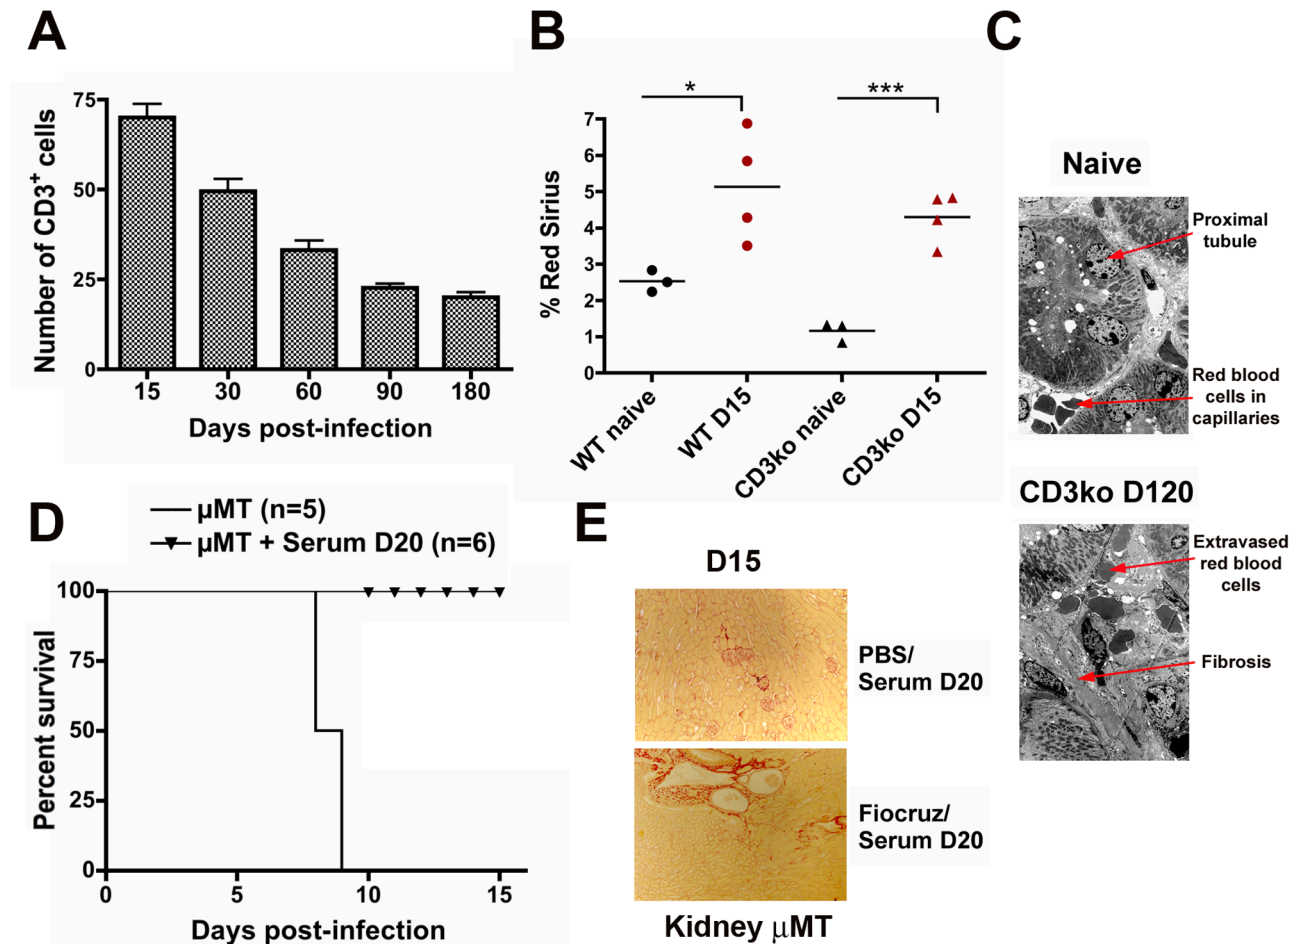 A
Number of CD3+ cells
75
50
25
0
15 30 60 90 180
Days post-infection
B
% Red Sirius
* ***
7
6
5
4
3
2
1
0
WT naive
WT D15
CD3ko naive
CD3ko D15
C
Naive
Proximal
tubule
Red blood
cells in
capillaries
CD3ko D120
Extravased
red blood
cells
Fibrosis
D
µMT (n=5)
µMT + Serum D20 (n=6)
Percent survival
100
75
50
25
0
0 5 10 15
Days post-infection
E
D15
PBS/
Serum D20
Fiocruz/
Serum D20
Kidney µMT